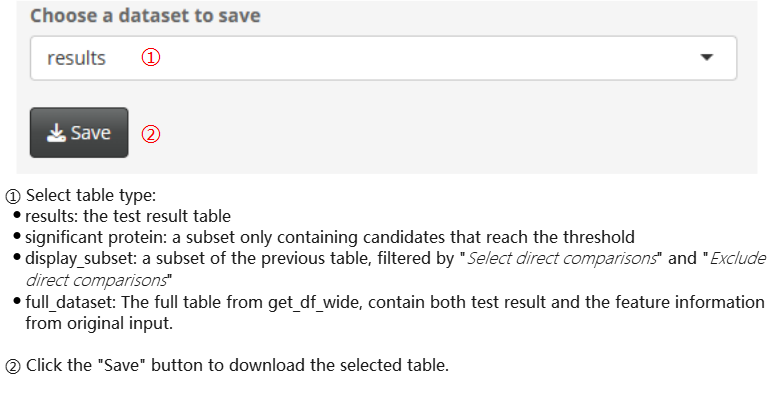 Choose a dataset to save
results ①
Save ②
① Select table type:
• results: the test result table
• significant protein: a subset only containing candidates that reach the threshold
• display_subset: a subset of the previous table, filtered by "Select direct comparisons" and "Exclude
direct comparisons"
• full_dataset: The full table from get_df_wide, contain both test result and the feature information
from original input.
② Click the "Save" button to download the selected table.